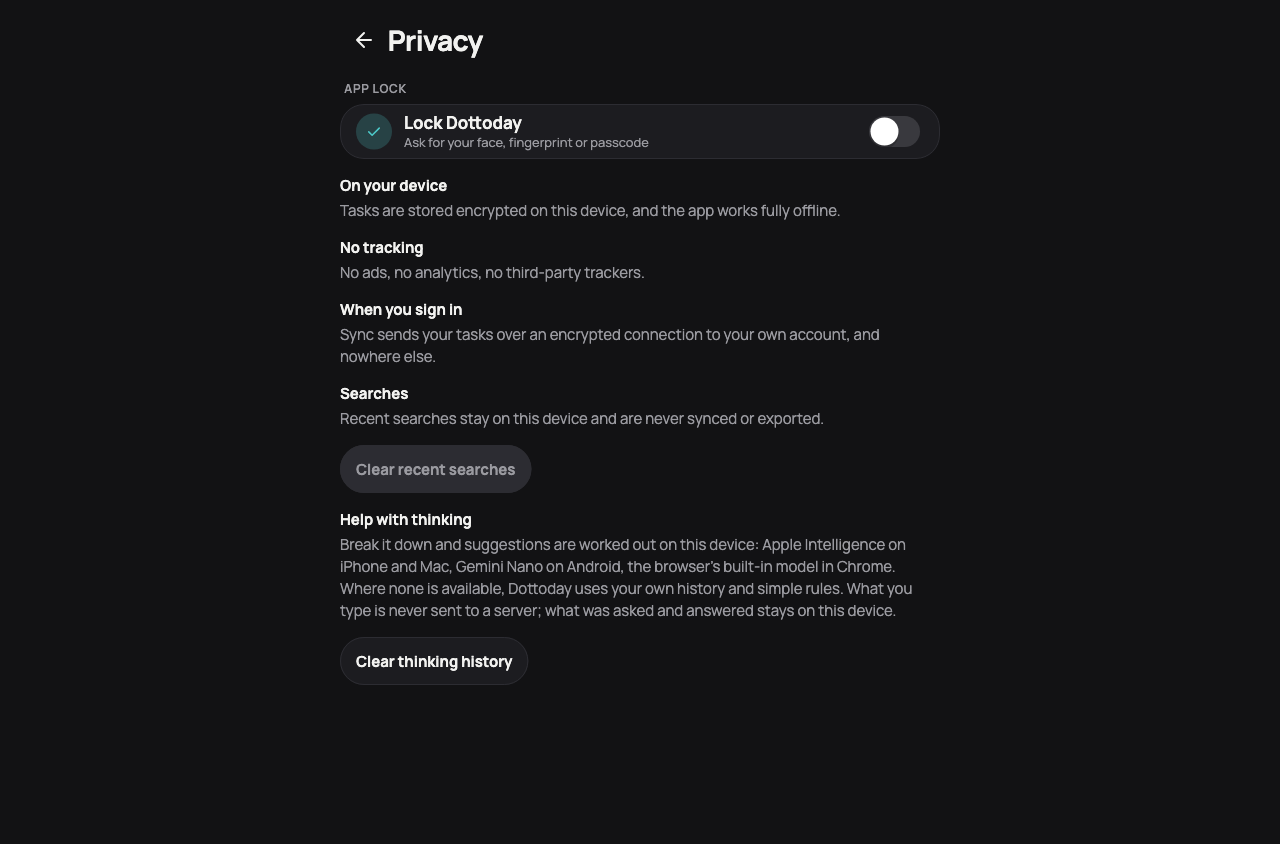 Privacy
APP LOCK
Lock Dottoday
Ask for your face, fingerprint or passcode
On your device
Tasks are stored encrypted on this device, and the app works fully offline.
No tracking
No ads, no analytics, no third-party trackers.
When you sign in
Sync sends your tasks over an encrypted connection to your own account, and
nowhere else.
Searches
Recent searches stay on this device and are never synced or exported.
Clear recent searches
Help with thinking
Break it down and suggestions are worked out on this device: Apple Intelligence on
iPhone and Mac, Gemini Nano on Android, the browser's built-in model in Chrome.
Where none is available, Dottoday uses your own history and simple rules. What you
type is never sent to a server; what was asked and answered stays on this device.
Clear thinking history